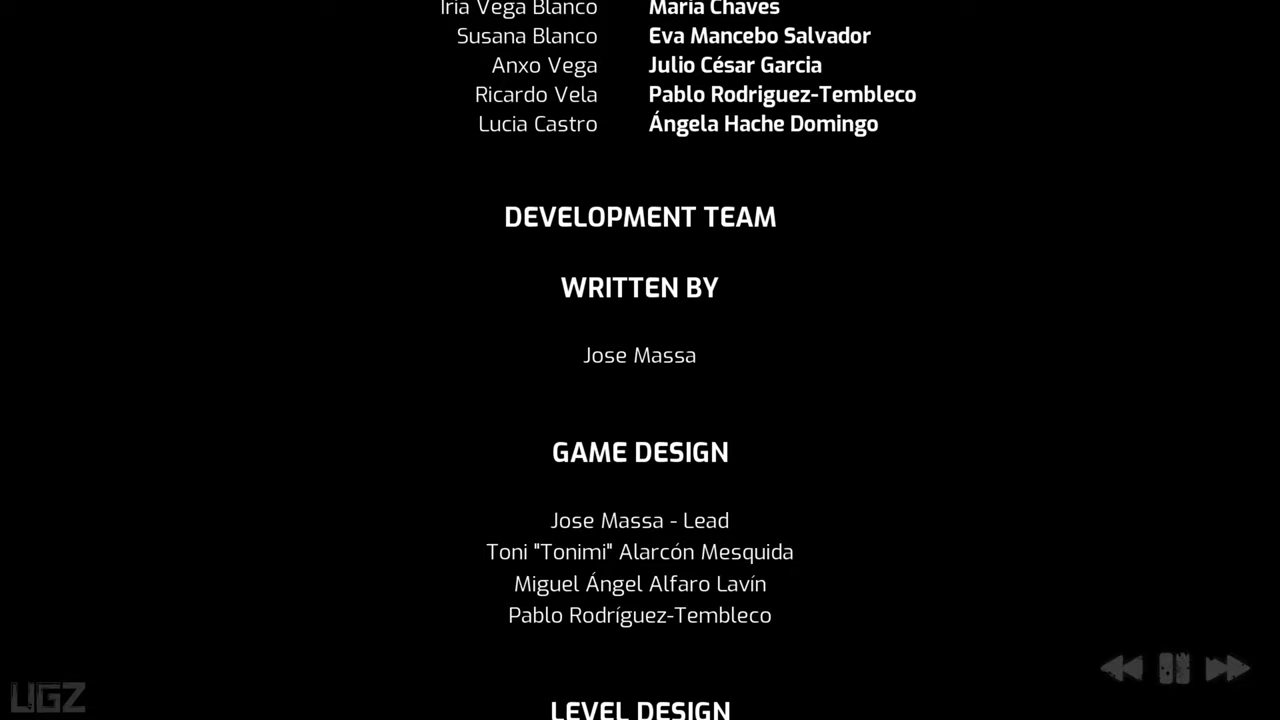 Iria Vega Blanco María Chaves
Susana Blanco Eva Mancebo Salvador
Anxo Vega Julio César Garcia
Ricardo Vela Pablo Rodriguez-Tembleco
Lucia Castro Ángela Hache Domingo
DEVELOPMENT TEAM
WRITTEN BY
Jose Massa
GAME DESIGN
Jose Massa - Lead
Toni "Tonimi" Alarcón Mesquida
Miguel Ángel Alfaro Lavín
Pablo Rodríguez-Tembleco
LEVEL DESIGN
UGZ